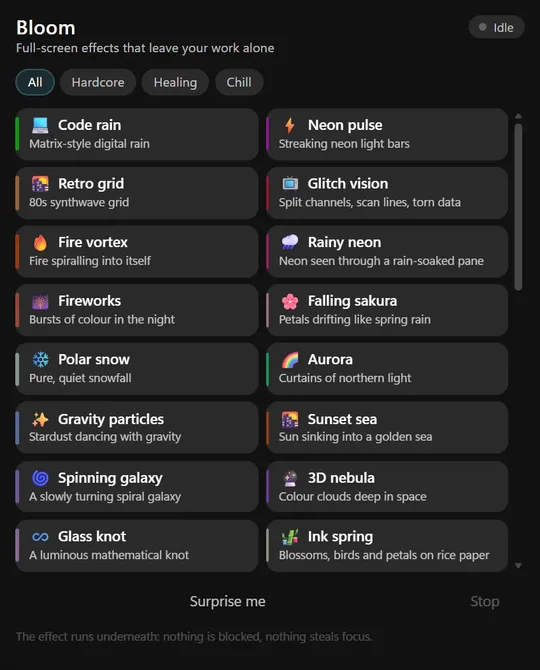 Bloom
Idle
Full-screen effects that leave your work alone
All
Hardcore
Healing
Chill
Code rain
Matrix-style digital rain
Neon pulse
Streaking neon light bars
Retro grid
80s synthwave grid
Glitch vision
Split channels, scan lines, torn data
Fire vortex
Fire spiralling into itself
Rainy neon
Neon seen through a rain-soaked pane
Fireworks
Bursts of colour in the night
Falling sakura
Petals drifting like spring rain
Polar snow
Pure, quiet snowfall
Aurora
Curtains of northern light
Gravity particles
Stardust dancing with gravity
Sunset sea
Sun sinking into a golden sea
Spinning galaxy
A slowly turning spiral galaxy
3D nebula
Colour clouds deep in space
Glass knot
A luminous mathematical knot
Ink spring
Blossoms, birds and petals on rice paper
Surprise me
Stop
The effect runs underneath: nothing is blocked, nothing steals focus.